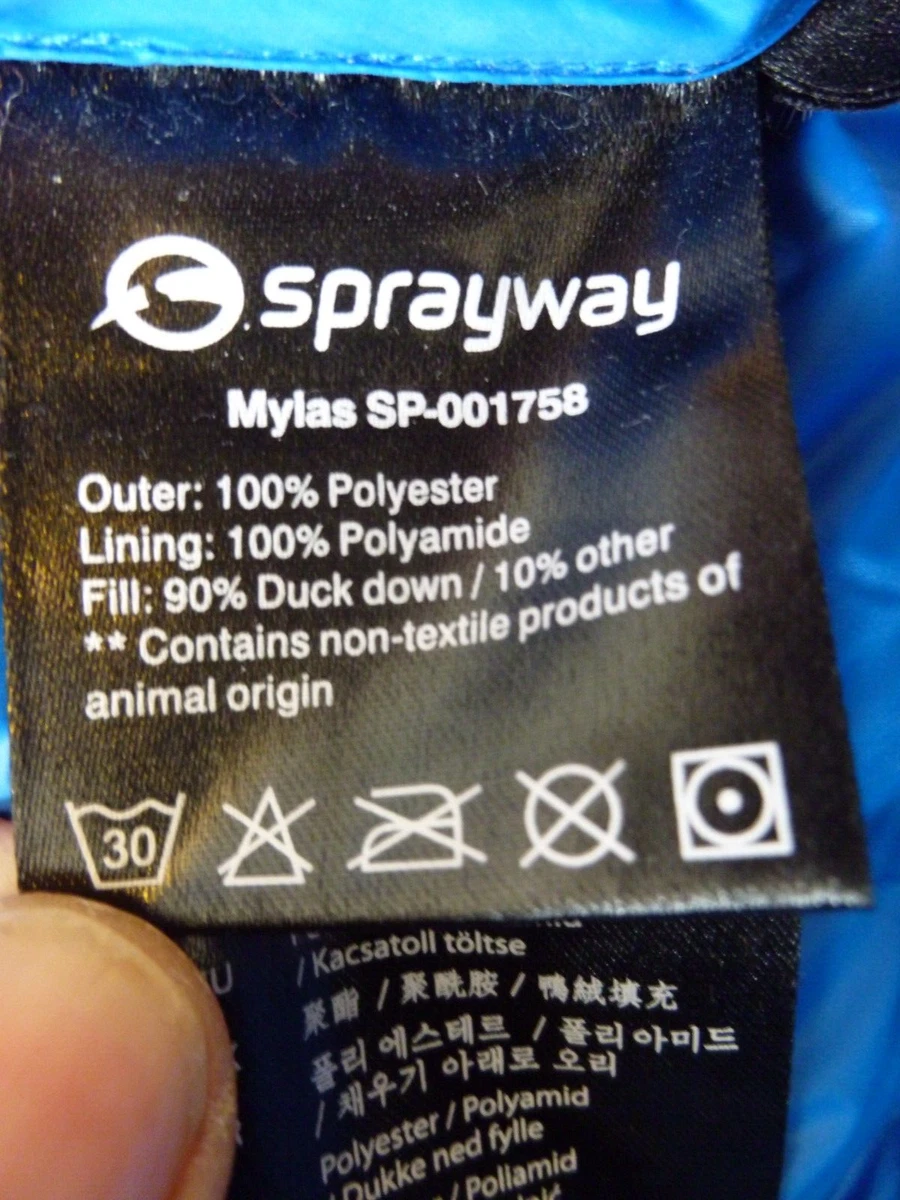 sprayway
Mylas SP-001758
Outer: 100% Polyester
Lining: 100% Polyamide
Fill: 90% Duck down / 10% other
** Contains non-textile products of
animal origin
30
/ Kacsatoll töltse
聚酯 / 聚酰胺 / 鴨絨填充
폴리 에스테르 / 폴리 아미드
/ 채우기 아래로 오리
Polyester / Polyamid
/ Dukke ned fylle
/ Poliamid